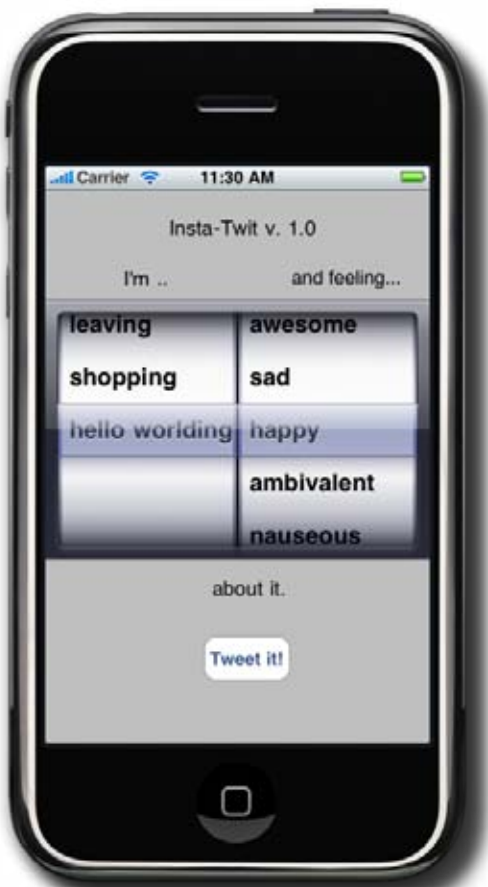 Carrier 11:30 AM
Insta-Twit v. 1.0
I'm .. and feeling...
leaving awesome
shopping sad
hello worlding happy
ambivalent
nauseous
about it.
Tweet it!